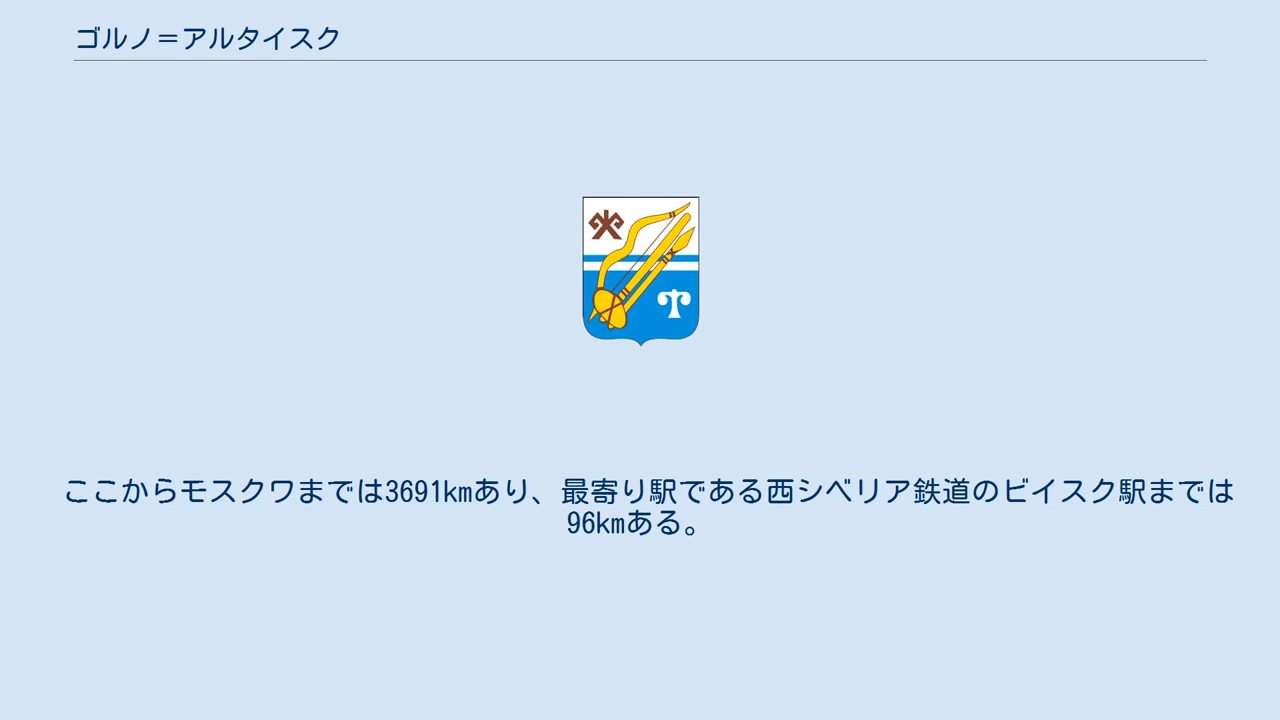 ゴルノ＝アルタイスク
ここからモスクワまでは3691kmあり、最寄り駅である西シベリア鉄道のビイスク駅までは
96kmある。